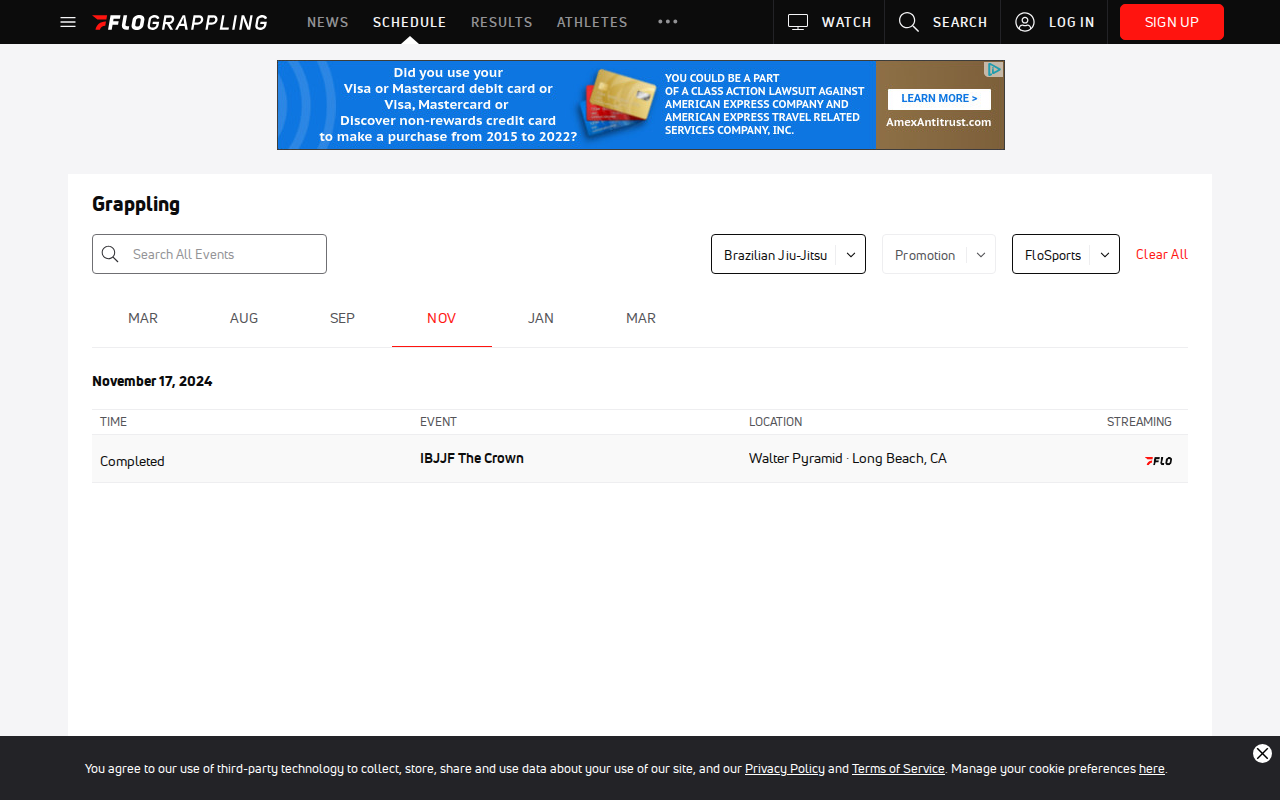 FLOGRAPPLING NEWS SCHEDULE RESULTS ATHLETES WATCH SEARCH LOG IN SIGN UP
Did you use your
Visa or Mastercard debit card or
Visa, Mastercard or
Discover non-rewards credit card
to make a purchase from 2015 to 2022?
YOU COULD BE A PART
OF A CLASS ACTION LAWSUIT AGAINST
AMERICAN EXPRESS COMPANY AND
AMERICAN EXPRESS TRAVEL RELATED
SERVICES COMPANY, INC.
LEARN MORE >
AmexAntitrust.com
Grappling
Search All Events Brazilian Jiu-Jitsu Promotion FloSports Clear All
MAR AUG SEP NOV JAN MAR
November 17, 2024
TIME EVENT LOCATION STREAMING
Completed IBJJF The Crown Walter Pyramid · Long Beach, CA FLO
You agree to our use of third-party technology to collect, store, share and use data about your use of our site, and our Privacy Policy and Terms of Service. Manage your cookie preferences here.